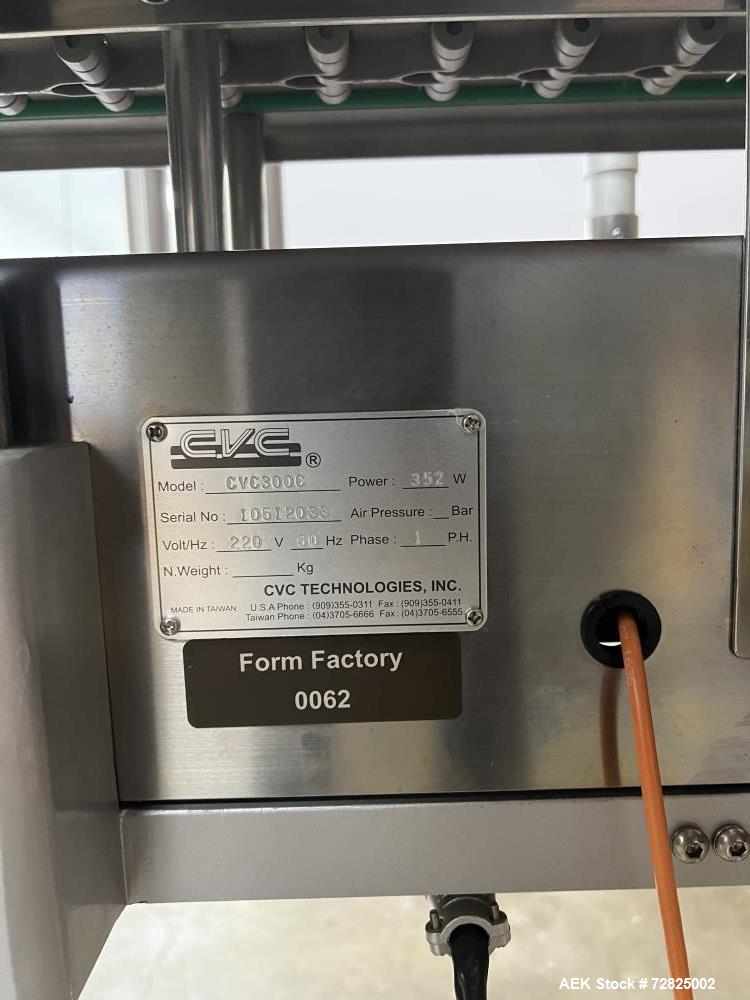 CVC ®
Model : CVC300C Power : 352 W
Serial No : 10512033 Air Pressure : Bar
Volt/Hz : 220 V 60 Hz Phase : 1 P.H.
N.Weight : Kg
CVC TECHNOLOGIES, INC.
MADE IN TAIWAN U.S.A Phone : (909)355-0311 Fax : (909)355-0411
Taiwan Phone : (04)3705-6666 Fax : (04)3705-6555
Form Factory
0062
AEK Stock # 72825002